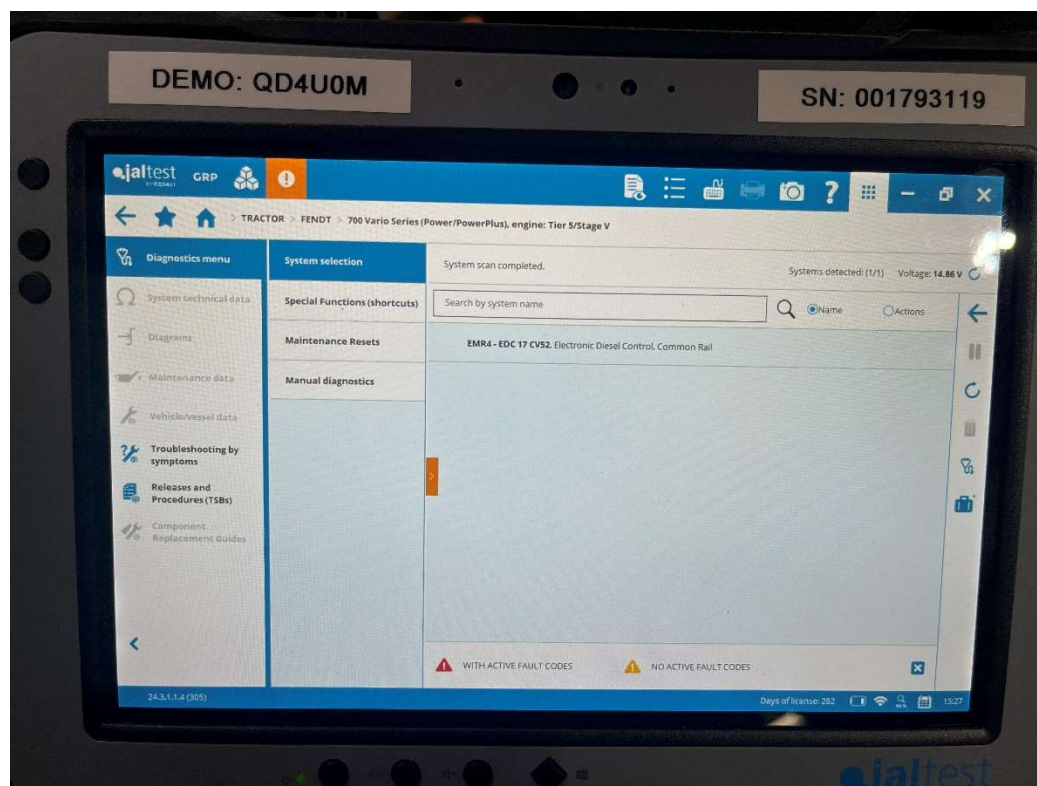 DEMO: QD4U0M
SN: 001793119
jaltest GRP
BY COJALI
> TRACTOR > FENDT > 700 Vario Series (Power/PowerPlus), engine: Tier 5/Stage V
Diagnostics menu
System technical data
Diagrams
Maintenance data
Vehicle/vessel data
Troubleshooting by
symptoms
Releases and
Procedures (TSBs)
Component
Replacement Guides
System selection
Special Functions (shortcuts)
Maintenance Resets
Manual diagnostics
System scan completed.
Systems detected: (1/1) Voltage: 14.86 V
Search by system name
Name
Actions
EMR4 - EDC 17 CV52. Electronic Diesel Control. Common Rail
WITH ACTIVE FAULT CODES
NO ACTIVE FAULT CODES
24.3.1.1.4 (305)
Days of license: 282
15:27
jaltest